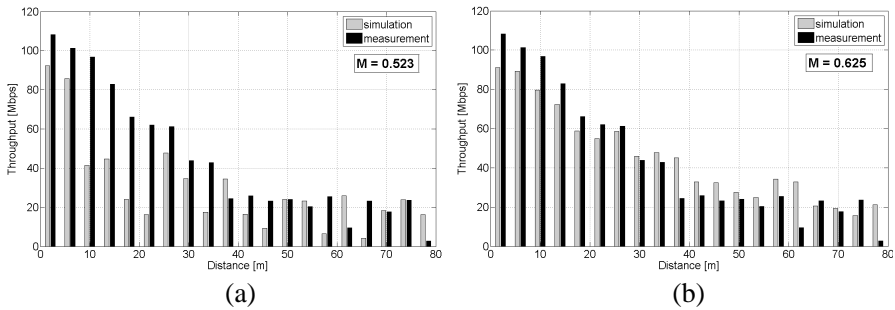 120
100
80
60
40
20
0
Throughput [Mbps]
simulation
measurement
M = 0.523
0 10 20 30 40 50 60 70 80
Distance [m]
(a)
120
100
80
60
40
20
0
Throughput [Mbps]
simulation
measurement
M = 0.625
0 10 20 30 40 50 60 70 80
Distance [m]
(b)